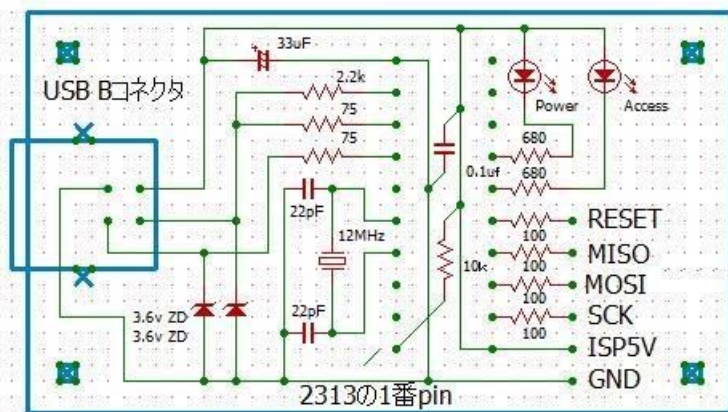 33uF
USB Bコネクタ
2.2k
75
75
Power
Access
680
0.1uf
680
22pF
12MHz
RESET
100
MISO
10k
100
MOSI
100
SCK
100
22pF
3.6v ZD
3.6v ZD
ISP5V
GND
2313の1番pin